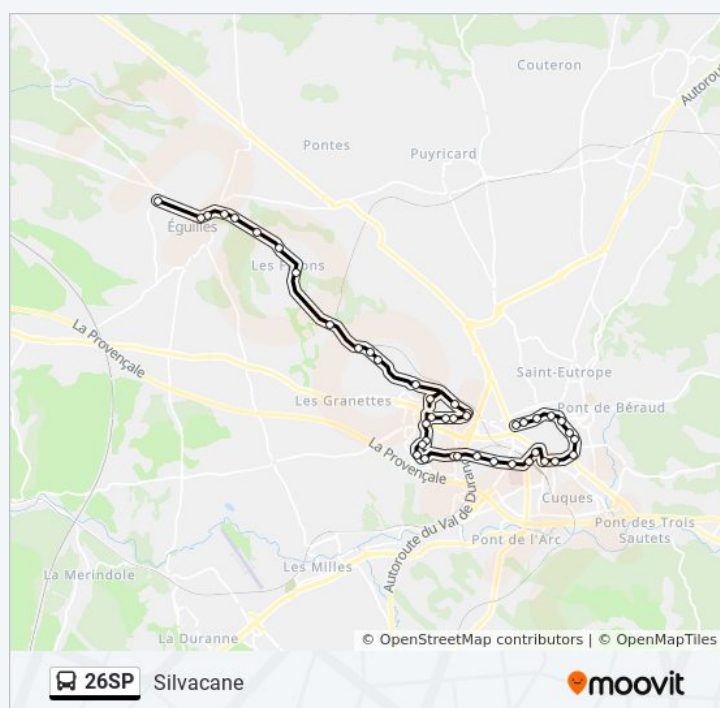 Couteron
Autoroute
Pontes
Puyricard
Éguilles
Les Figons
La Provençale
Saint-Eutrope
Les Granettes
Pont de Béraud
La Provençale
Cuques
Autoroute du Val de Durance
Pont de l'Arc
Pont des Trois
Sautets
Les Milles
La Merindole
La Duranne
© OpenStreetMap contributors | © OpenMapTiles
26SP Silvacane
moovit